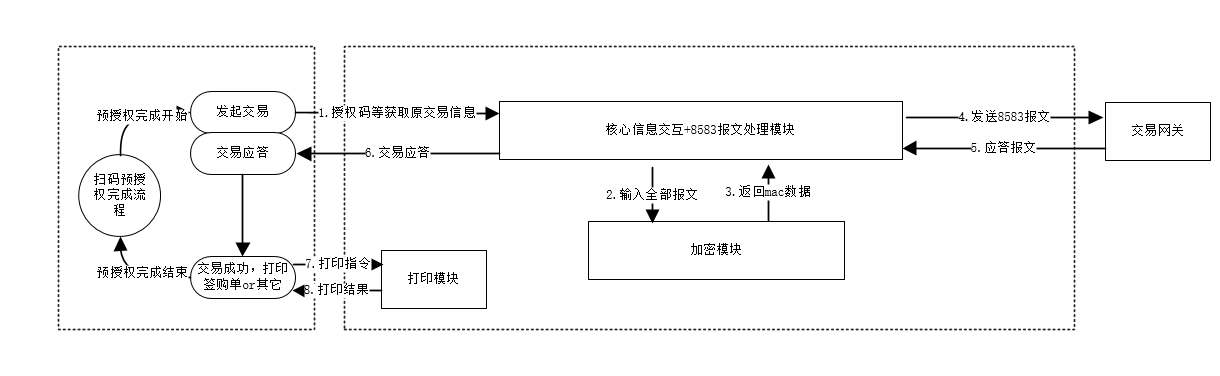 预授权完成开始
发起交易
1.授权码等获取原交易信息
核心信息交互+8583报文处理模块
4.发送8583报文
交易网关
交易应答
6.交易应答
5.应答报文
扫码预授
权完成流
程
2.输入全部报文
3.返回mac数据
加密模块
预授权完成结束
交易成功，打印
签购单or其它
7.打印指令
打印模块
8.打印结果